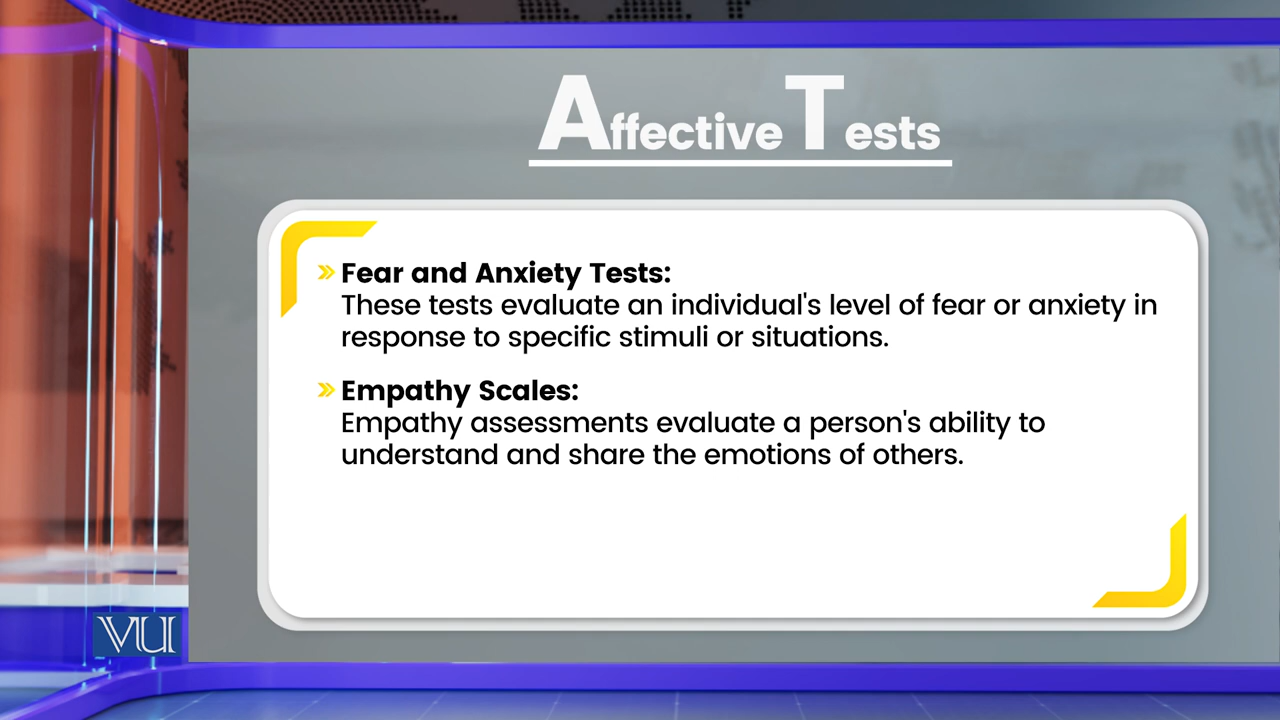 Affective Tests
» Fear and Anxiety Tests:
These tests evaluate an individual's level of fear or anxiety in
response to specific stimuli or situations.
» Empathy Scales:
Empathy assessments evaluate a person's ability to
understand and share the emotions of others.
VU